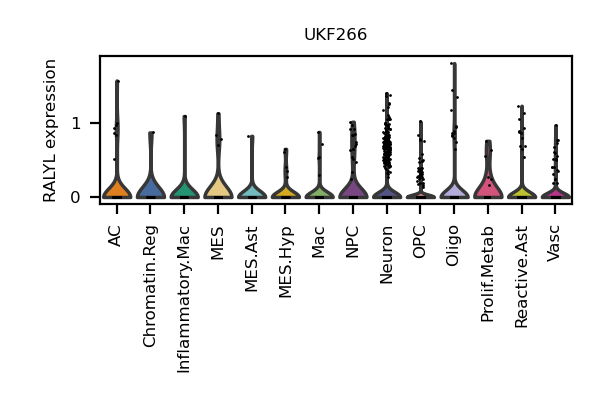 UKF266
RALYL expression
1
0
AC
Chromatin.Reg
Inflammatory.Mac
MES
MES.Ast
MES.Hyp
Mac
NPC
Neuron
OPC
Oligo
Prolif.Metab
Reactive.Ast
Vasc